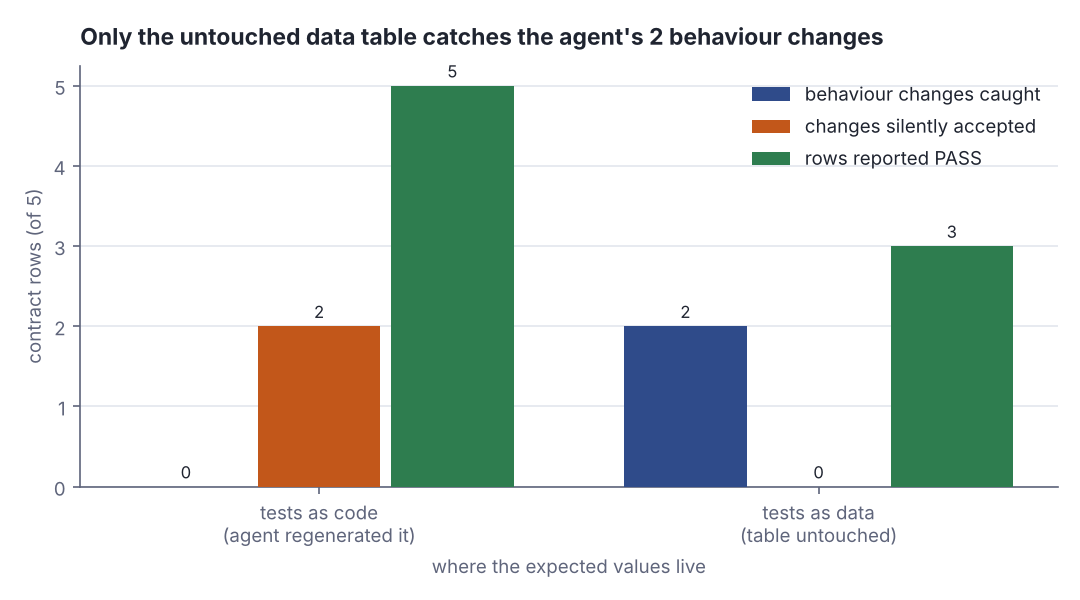 Only the untouched data table catches the agent's 2 behaviour changes
behaviour changes caught
changes silently accepted
rows reported PASS
contract rows (of 5)
5
4
3
2
1
0
0
2
5
2
0
3
tests as code
(agent regenerated it)
tests as data
(table untouched)
where the expected values live